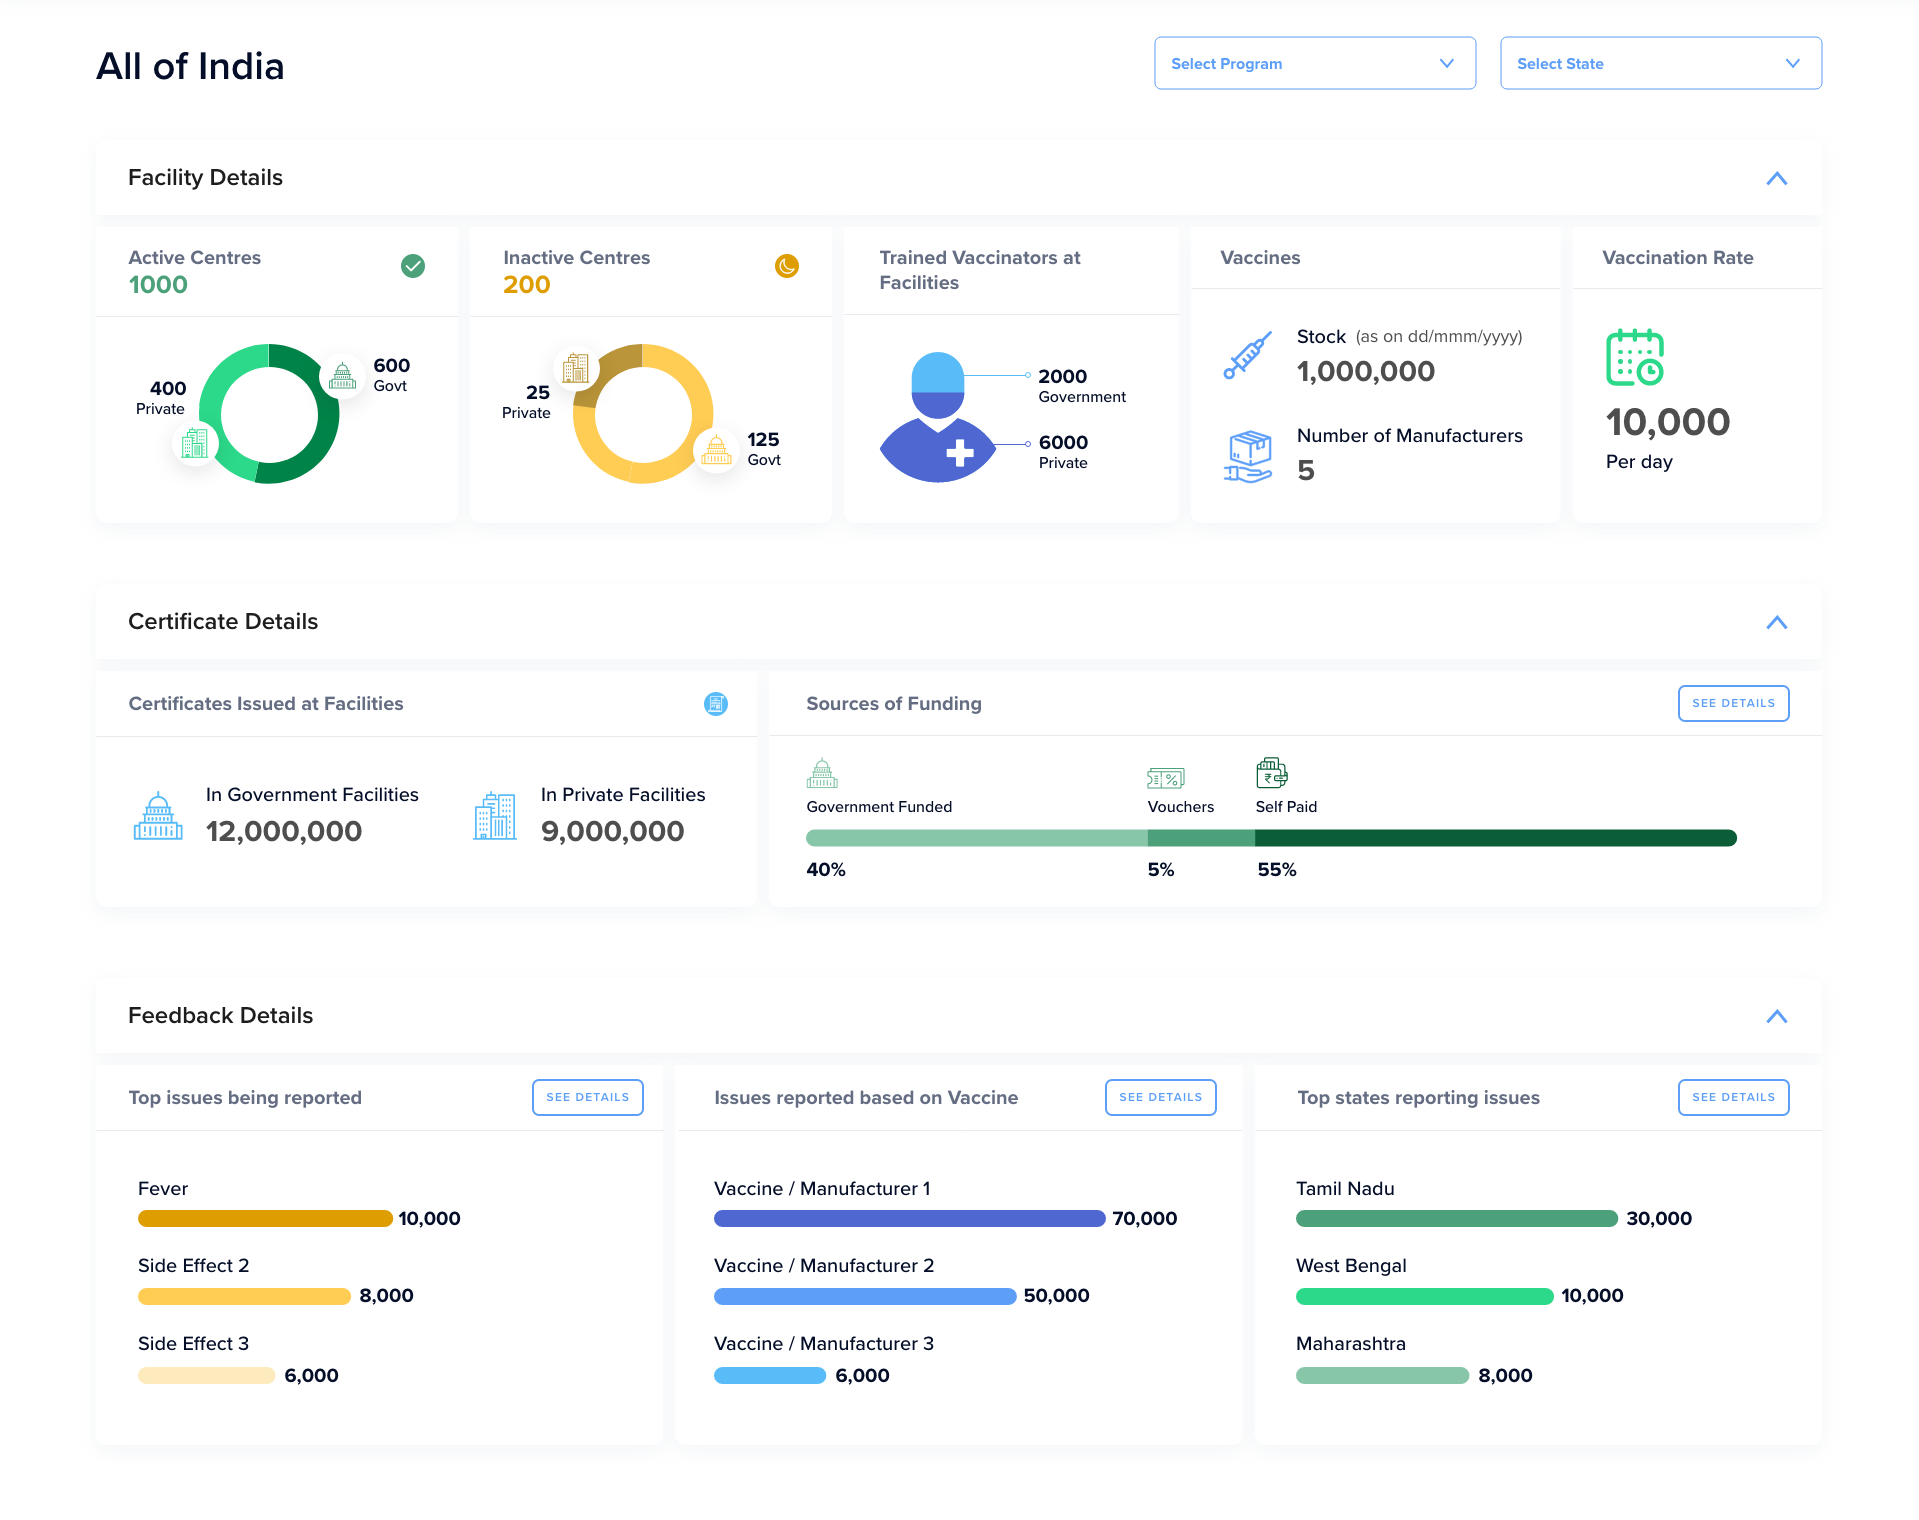 All of India
Select Program
Select State
Facility Details
Active Centres
1000
400
Private
600
Govt
Inactive Centres
200
25
Private
125
Govt
Trained Vaccinators at
Facilities
2000
Government
6000
Private
Vaccines
Stock (as on dd/mmm/yyyy)
1,000,000
Number of Manufacturers
5
Vaccination Rate
10,000
Per day
Certificate Details
Certificates Issued at Facilities
In Government Facilities
12,000,000
In Private Facilities
9,000,000
Sources of Funding
SEE DETAILS
Government Funded
Vouchers
Self Paid
40%
5%
55%
Feedback Details
Top issues being reported
SEE DETAILS
Fever
10,000
Side Effect 2
8,000
Side Effect 3
6,000
Issues reported based on Vaccine
SEE DETAILS
Vaccine / Manufacturer 1
70,000
Vaccine / Manufacturer 2
50,000
Vaccine / Manufacturer 3
6,000
Top states reporting issues
SEE DETAILS
Tamil Nadu
30,000
West Bengal
10,000
Maharashtra
8,000